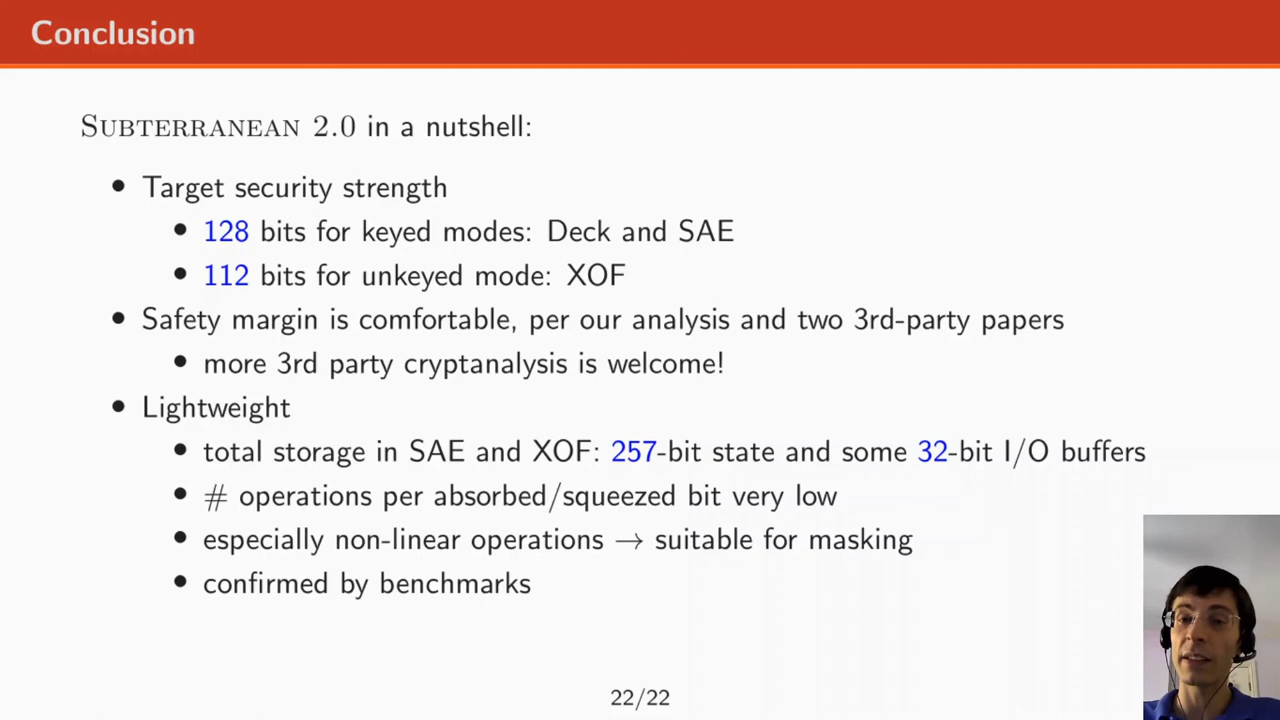 Conclusion
SUBTERRANEAN 2.0 in a nutshell:
• Target security strength
• 128 bits for keyed modes: Deck and SAE
• 112 bits for unkeyed mode: XOF
• Safety margin is comfortable, per our analysis and two 3rd-party papers
• more 3rd party cryptanalysis is welcome!
• Lightweight
• total storage in SAE and XOF: 257-bit state and some 32-bit I/O buffers
• # operations per absorbed/squeezed bit very low
• especially non-linear operations → suitable for masking
• confirmed by benchmarks
22/22